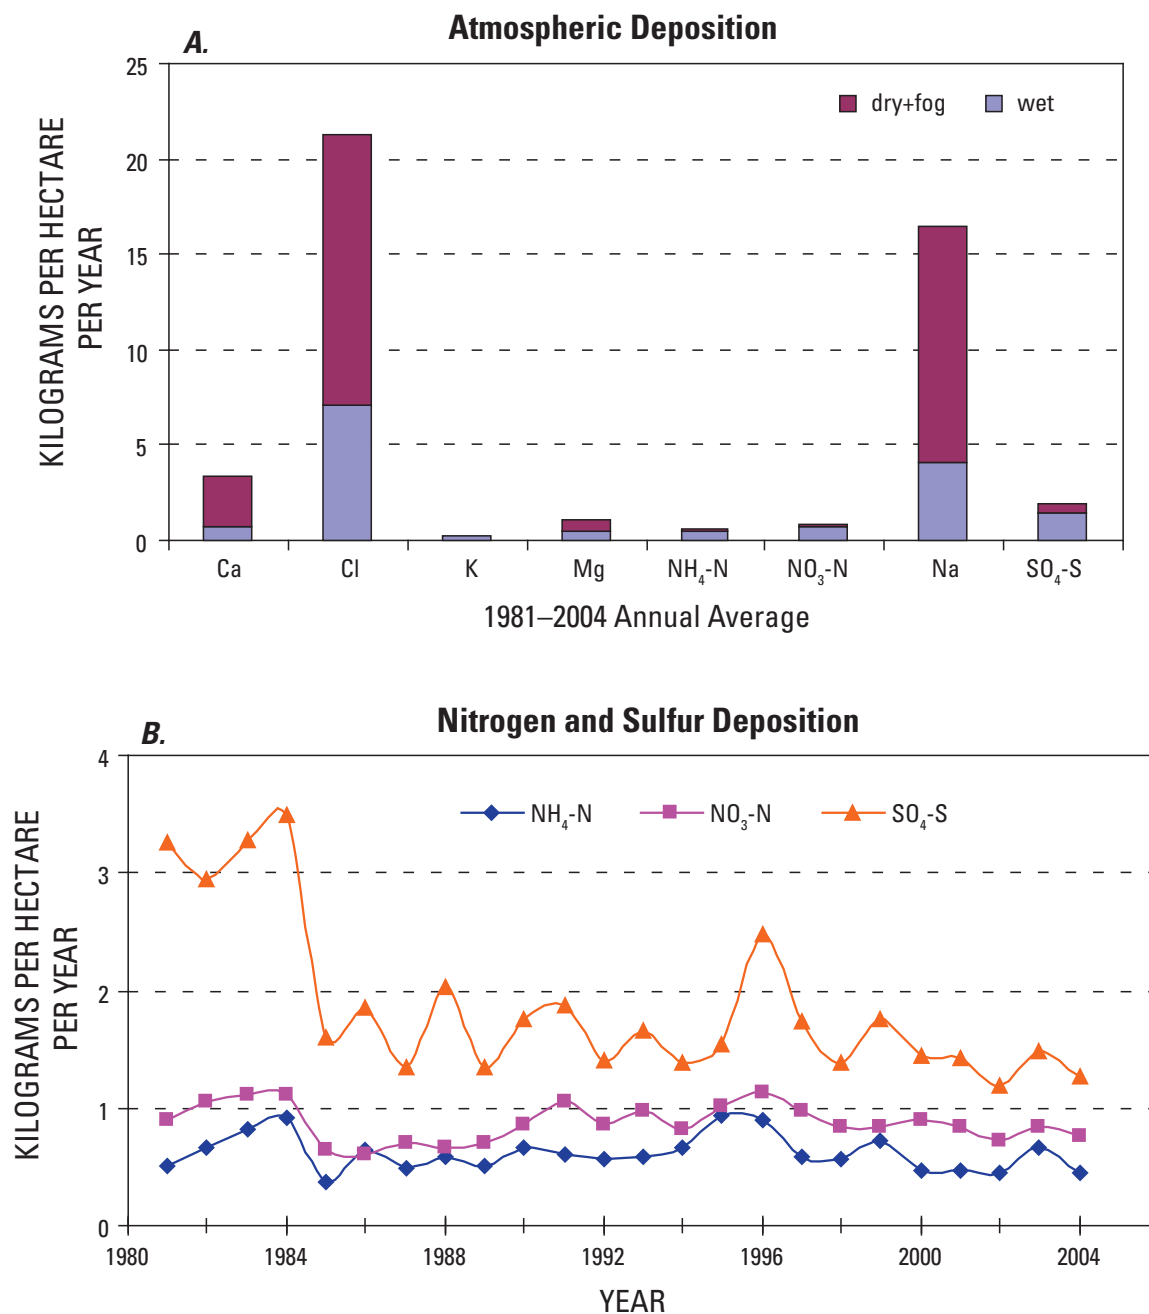 A.
Atmospheric Deposition
KILOGRAMS PER HECTARE
PER YEAR
25
20
15
10
5
0
dry+fog
wet
Ca
Cl
K
Mg
NH₄-N
NO₃-N
Na
SO₄-S
1981–2004 Annual Average
B.
Nitrogen and Sulfur Deposition
KILOGRAMS PER HECTARE
PER YEAR
4
3
2
1
0
NH₄-N
NO₃-N
SO₄-S
1980
1984
1988
1992
1996
2000
2004
YEAR